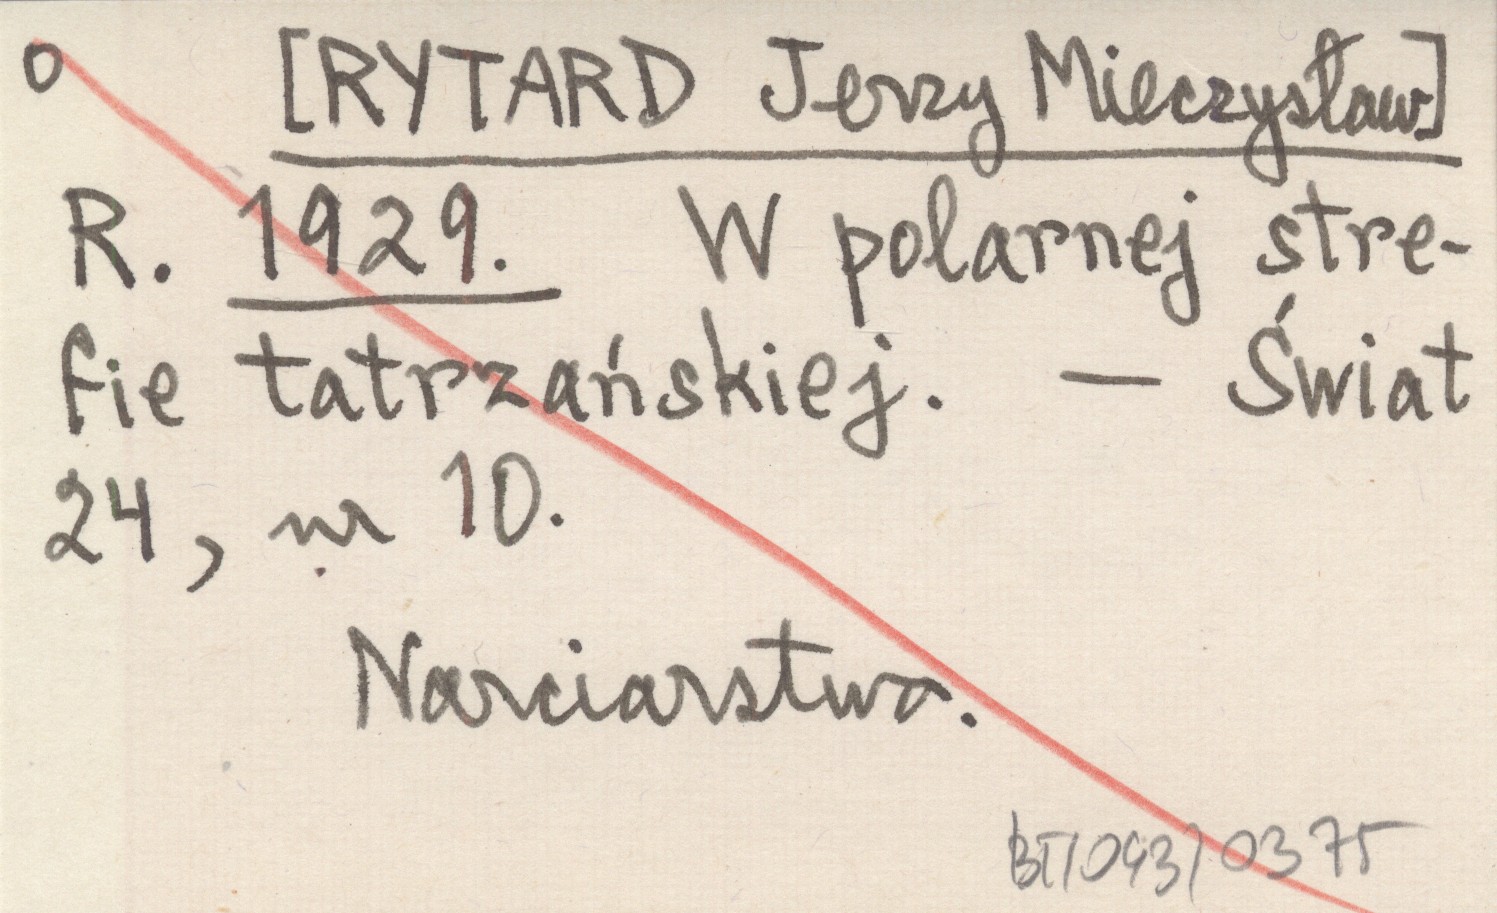 o [RYTARD Jerzy Mieczysław]
R. 1929. W polarnej stre-
fie tatrzańskiej. — Świat
24, nr 10.
Narciarstwo.
BT/043/0375